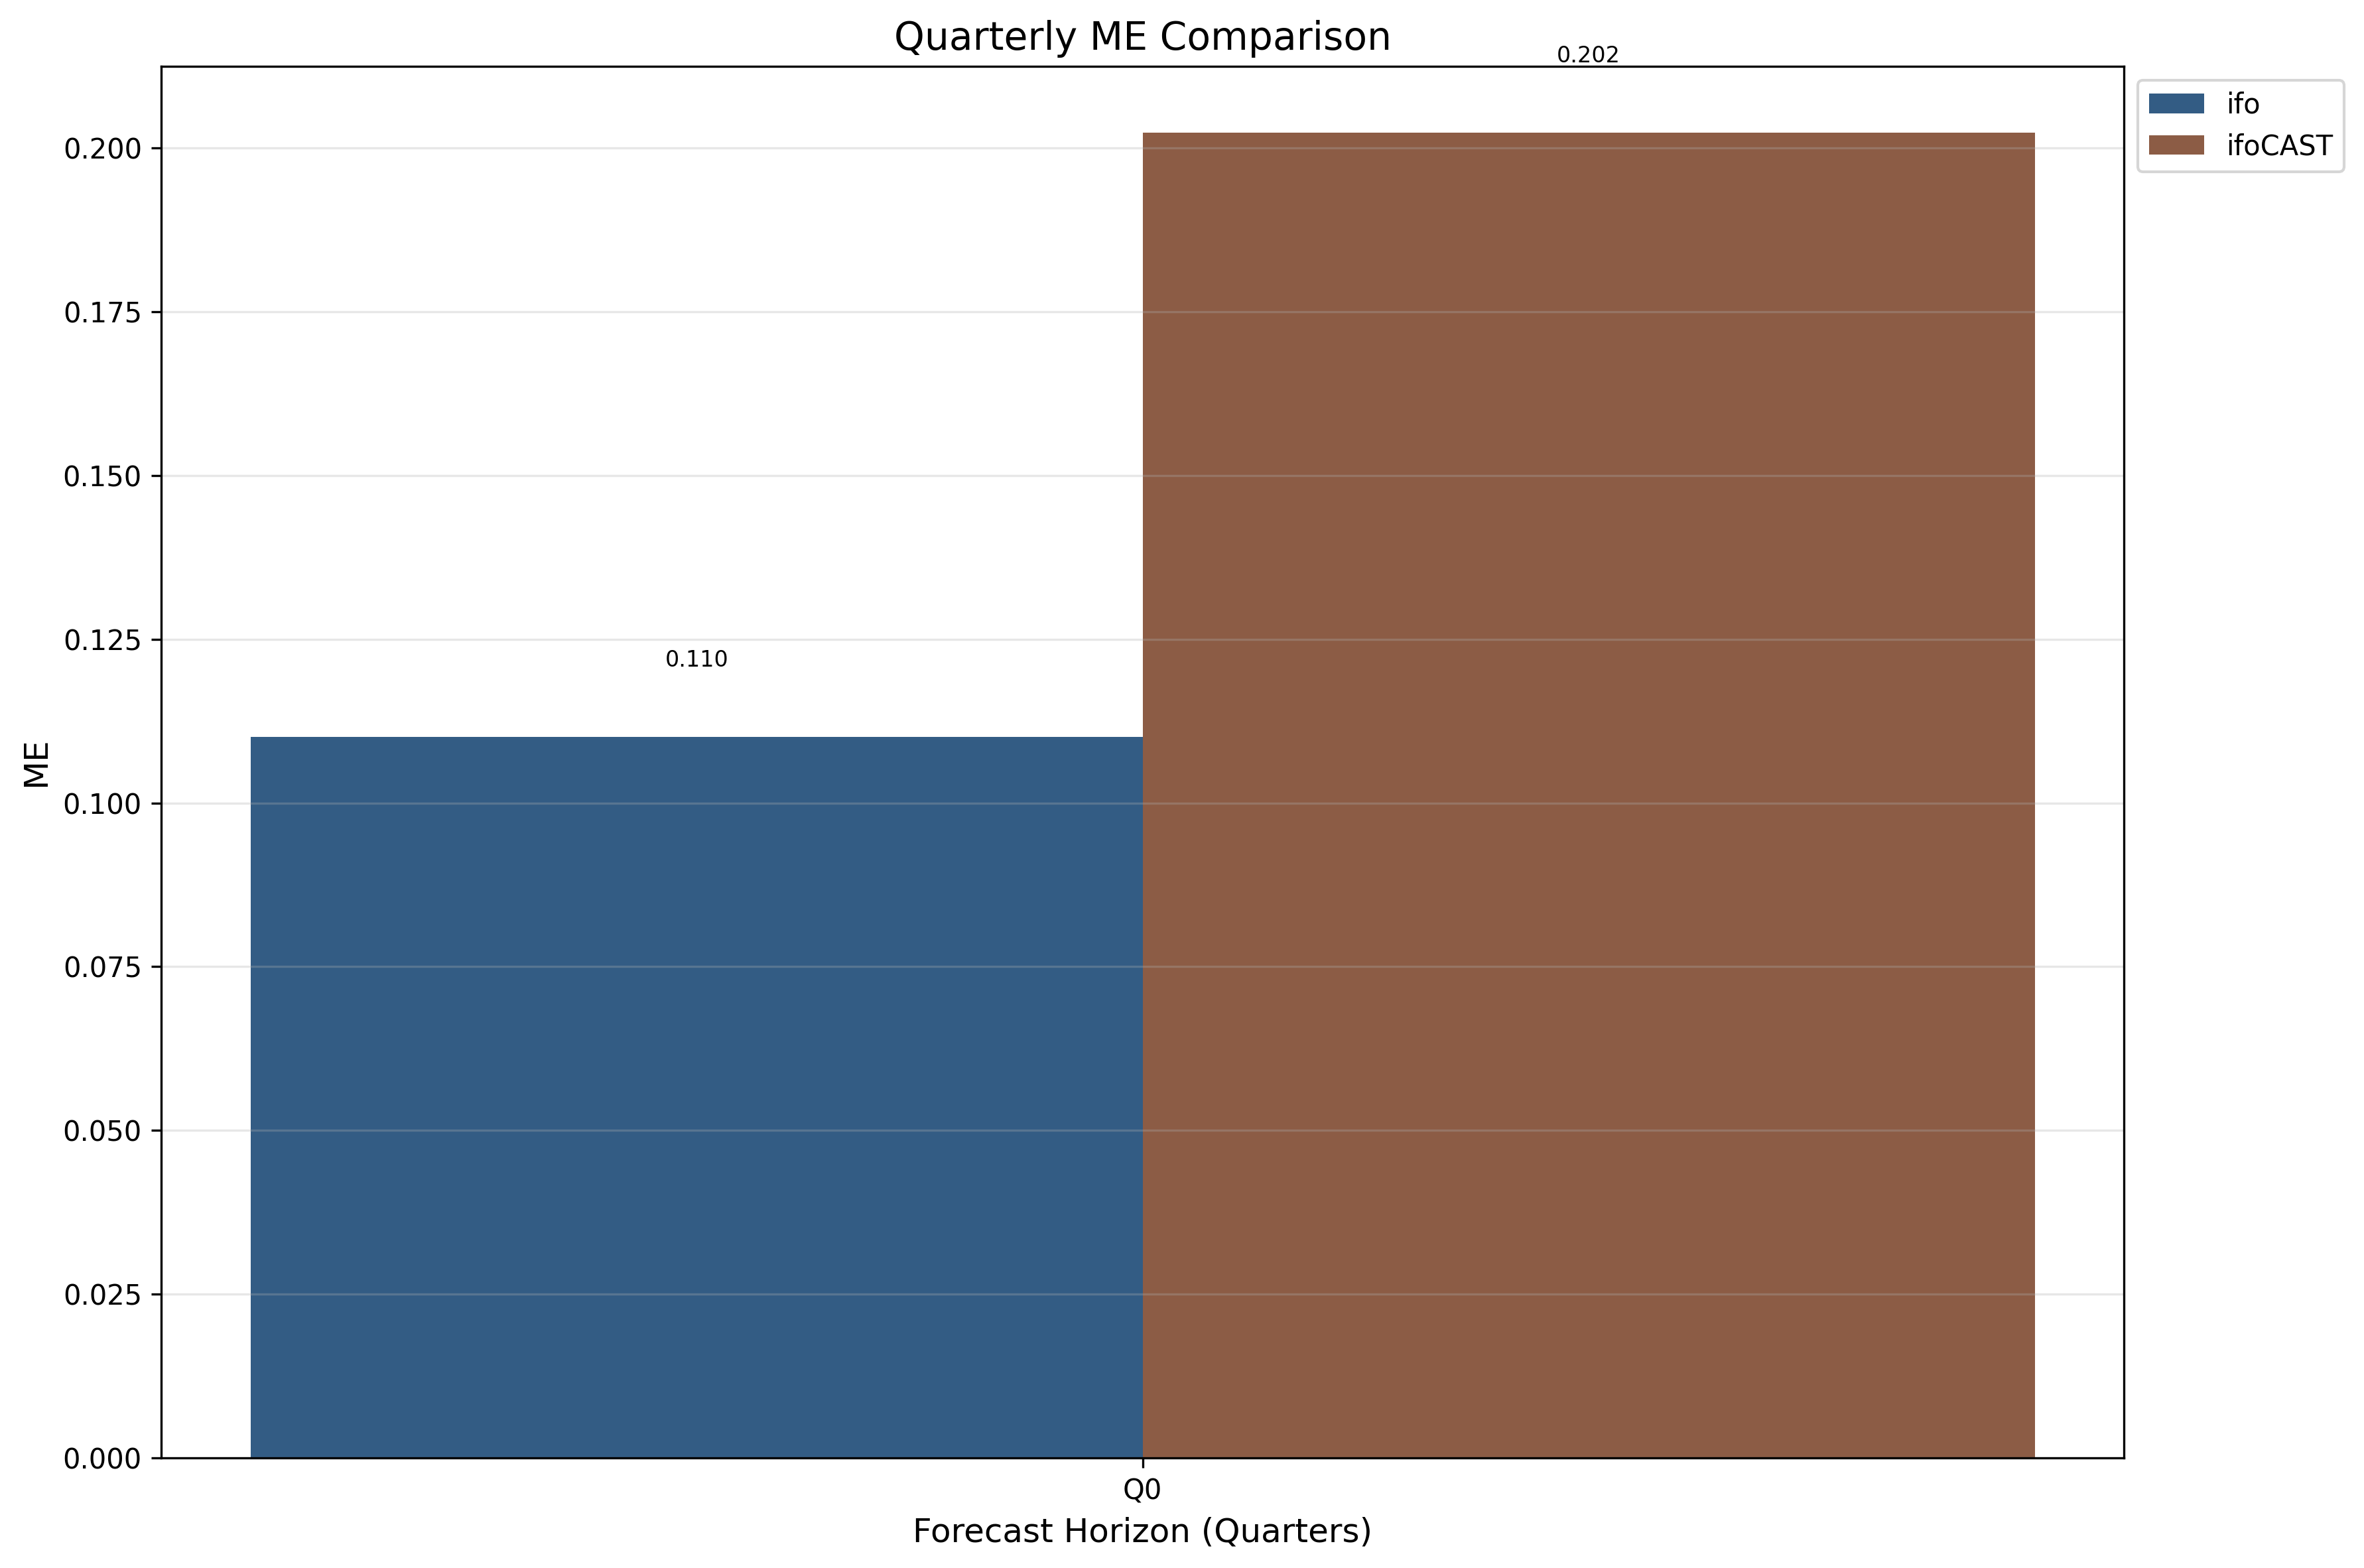 Quarterly ME Comparison
0.202
ifo
ifoCAST
0.200
0.175
0.150
0.125
0.110
ME
0.100
0.075
0.050
0.025
0.000
Q0
Forecast Horizon (Quarters)